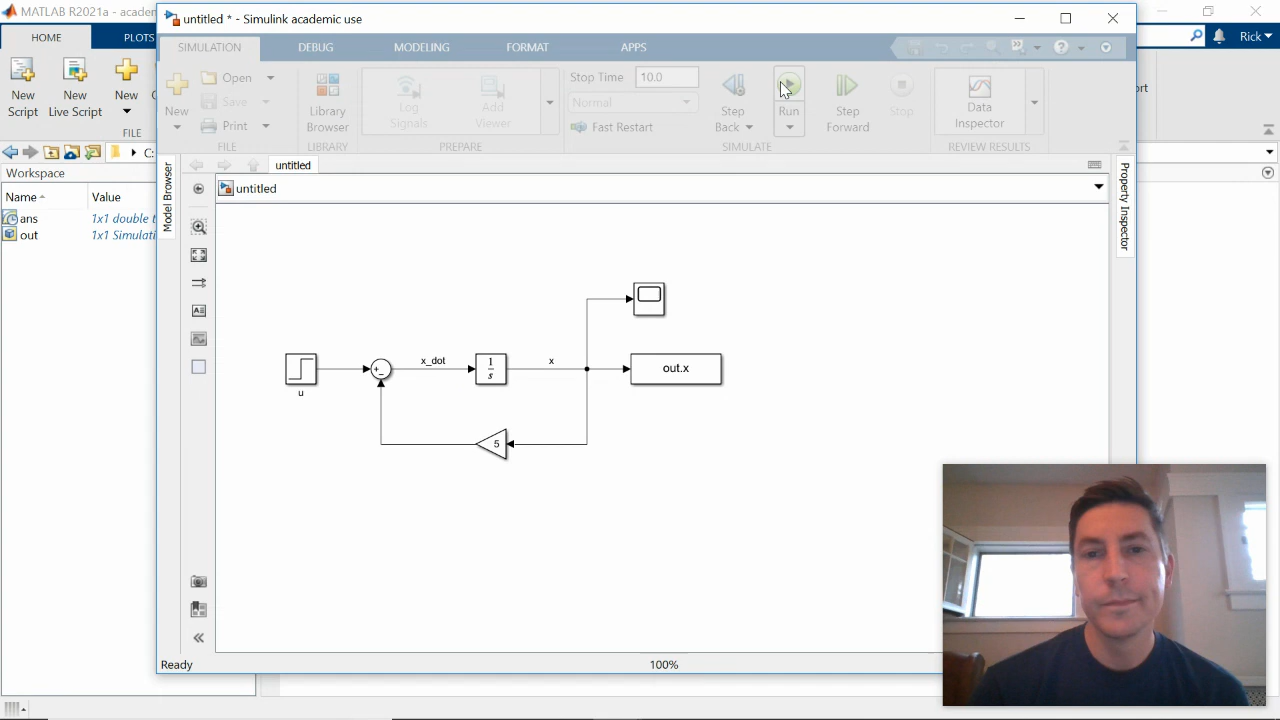 MATLAB R2021a - academ
untitled * - Simulink academic use
HOME
PLOTS
SIMULATION
DEBUG
MODELING
FORMAT
APPS
Rick
New
Script
New
Live Script
New
FILE
New
Open
Save
Print
FILE
Library
Browser
LIBRARY
Log
Signals
Add
Viewer
PREPARE
Stop Time
10.0
Normal
Fast Restart
Step
Back
Run
Step
Forward
Stop
SIMULATE
Data
Inspector
REVIEW RESULTS
ort
C:
Workspace
Name
Value
ans
1x1 double t
out
1x1 Simulati
Model Browser
untitled
untitled
Property Inspector
u
+
-
x_dot
1
s
x
out.x
5
Ready
100%